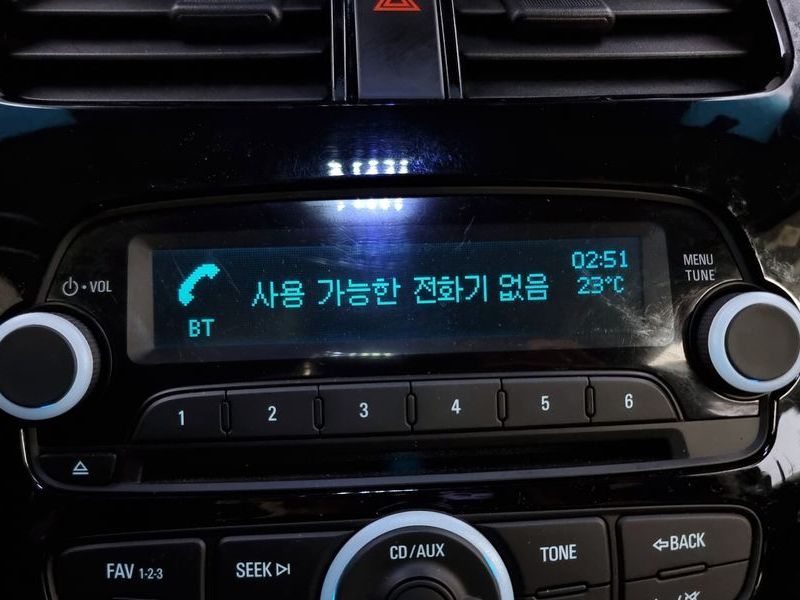 02:51
사용 가능한 전화기 없음
23°C
BT
VOL
MENU
TUNE
1 2 3 4 5 6
CD/AUX
TONE
BACK
FAV 1-2-3
SEEK